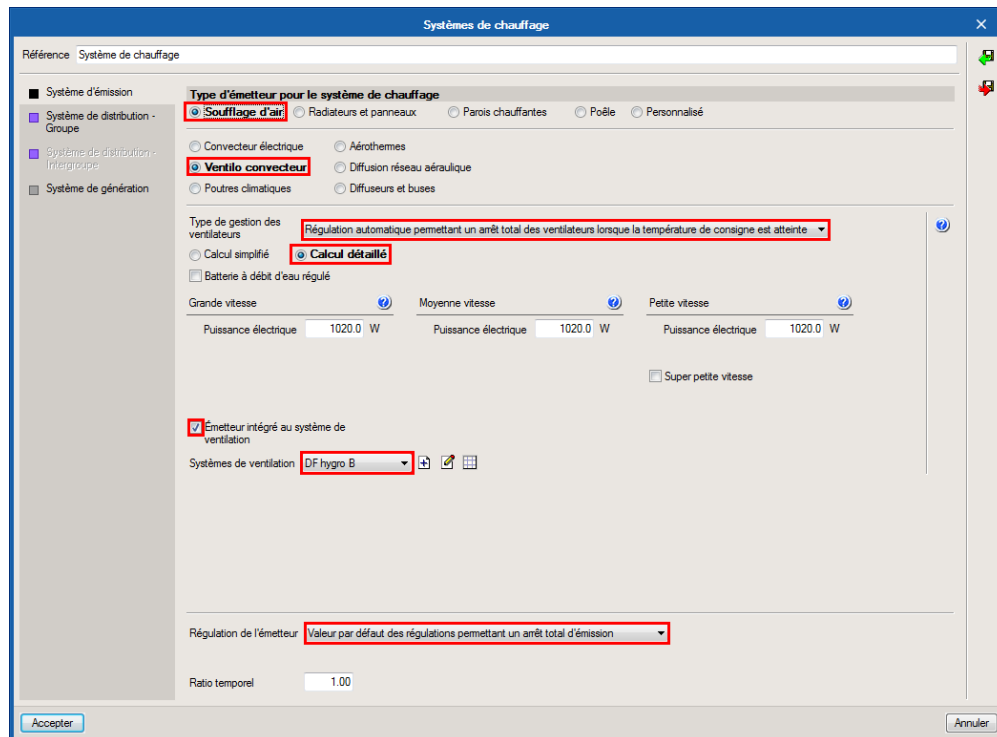 Systèmes de chauffage
Référence Système de chauffage
Système d'émission
Système de distribution -
Groupe
Système de distribution -
Intergroupe
Système de génération
Type d'émetteur pour le système de chauffage
Soufflage d'air Radiateurs et panneaux Parois chauffantes Poêle Personnalisé
Convecteur électrique Aérothermes
Ventilo convecteur Diffusion réseau aéraulique
Poutres climatiques Diffuseurs et buses
Type de gestion des
ventilateurs
Régulation automatique permettant un arrêt total des ventilateurs lorsque la température de consigne est atteinte
Calcul simplifié Calcul détaillé
Batterie à débit d'eau régulé
Grande vitesse Moyenne vitesse Petite vitesse
Puissance électrique 1020.0 W Puissance électrique 1020.0 W Puissance électrique 1020.0 W
Super petite vitesse
Émetteur intégré au système de
ventilation
Systèmes de ventilation DF hygro B
Régulation de l'émetteur Valeur par défaut des régulations permettant un arrêt total d'émission
Ratio temporel 1.00
Accepter Annuler